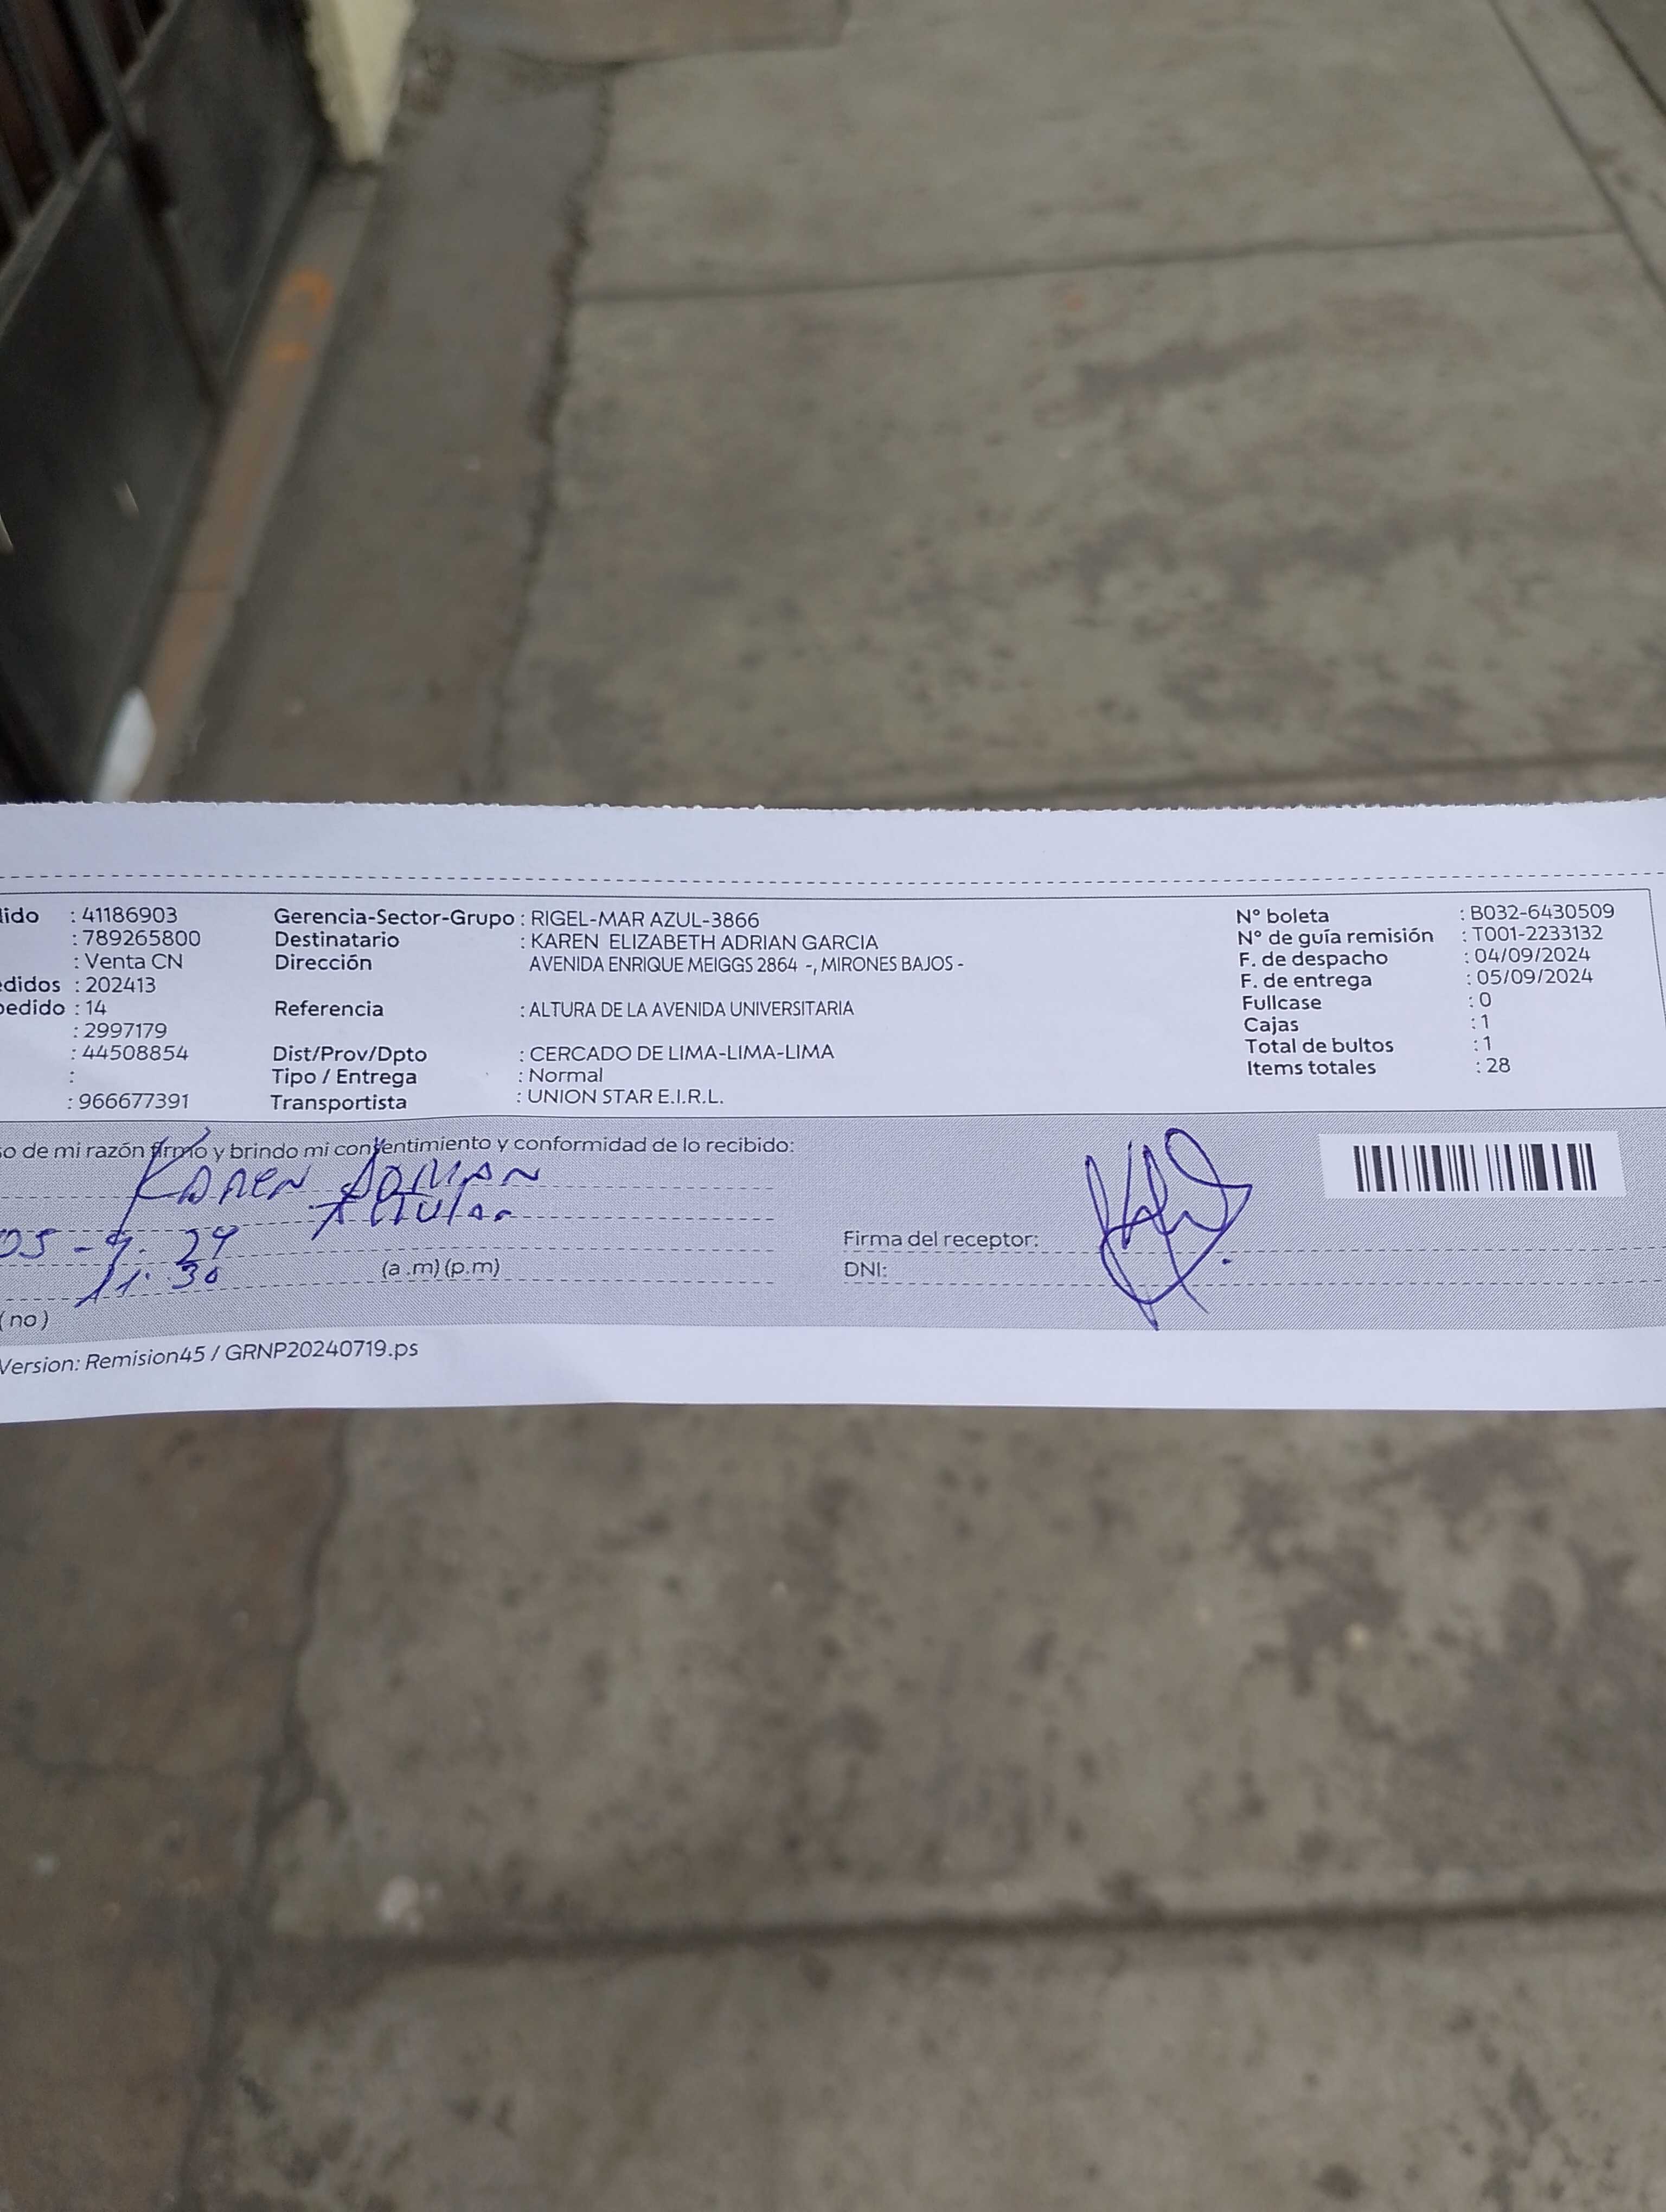 lido : 41186903 Gerencia-Sector-Grupo : RIGEL-MAR AZUL-3866 N° boleta : B032-6430509
: 789265800 Destinatario : KAREN ELIZABETH ADRIAN GARCIA N° de guía remisión : T001-2233132
: Venta CN Dirección AVENIDA ENRIQUE MEIGGS 2864 -, MIRONES BAJOS - F. de despacho : 04/09/2024
edidos : 202413 F. de entrega : 05/09/2024
pedido : 14 Referencia : ALTURA DE LA AVENIDA UNIVERSITARIA Fullcase : 0
: 2997179 Cajas : 1
: 44508854 Dist/Prov/Dpto : CERCADO DE LIMA-LIMA-LIMA Total de bultos : 1
: Tipo / Entrega : Normal Items totales : 28
: 966677391 Transportista : UNION STAR E.I.R.L.
so de mi razón firmo y brindo mi consentimiento y conformidad de lo recibido:
KAREN ADRIAN
Titular
05 - 9. 24 Firma del receptor:
11:30 (a .m) (p.m) DNI:
( no )
Version: Remision45 / GRNP20240719.ps